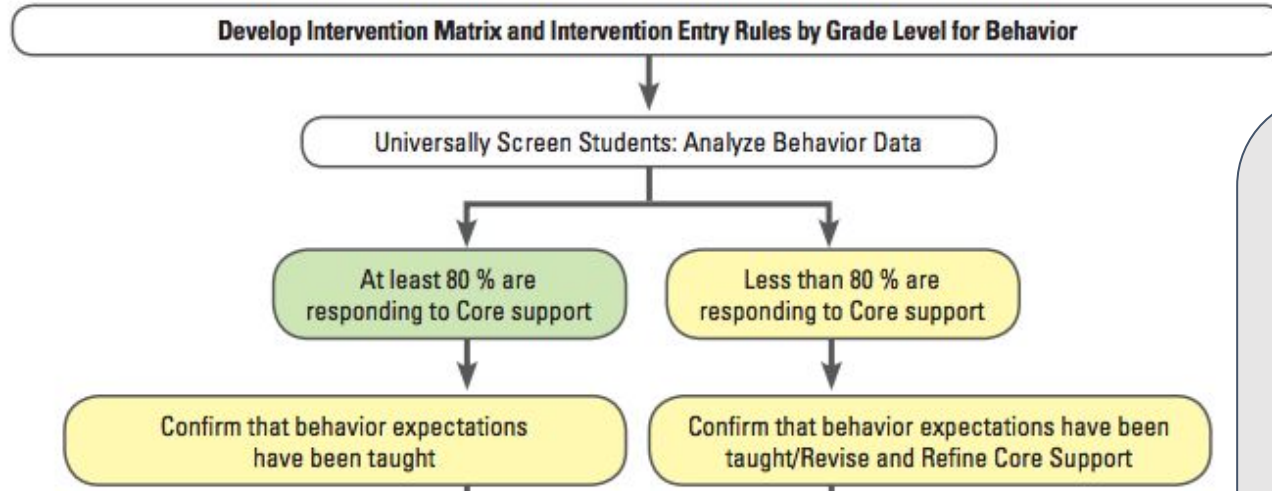 Develop Intervention Matrix and Intervention Entry Rules by Grade Level for Behavior
Universally Screen Students: Analyze Behavior Data
At least 80 % are
responding to Core support
Less than 80 % are
responding to Core support
Confirm that behavior expectations
have been taught
Confirm that behavior expectations have been
taught/Revise and Refine Core Support